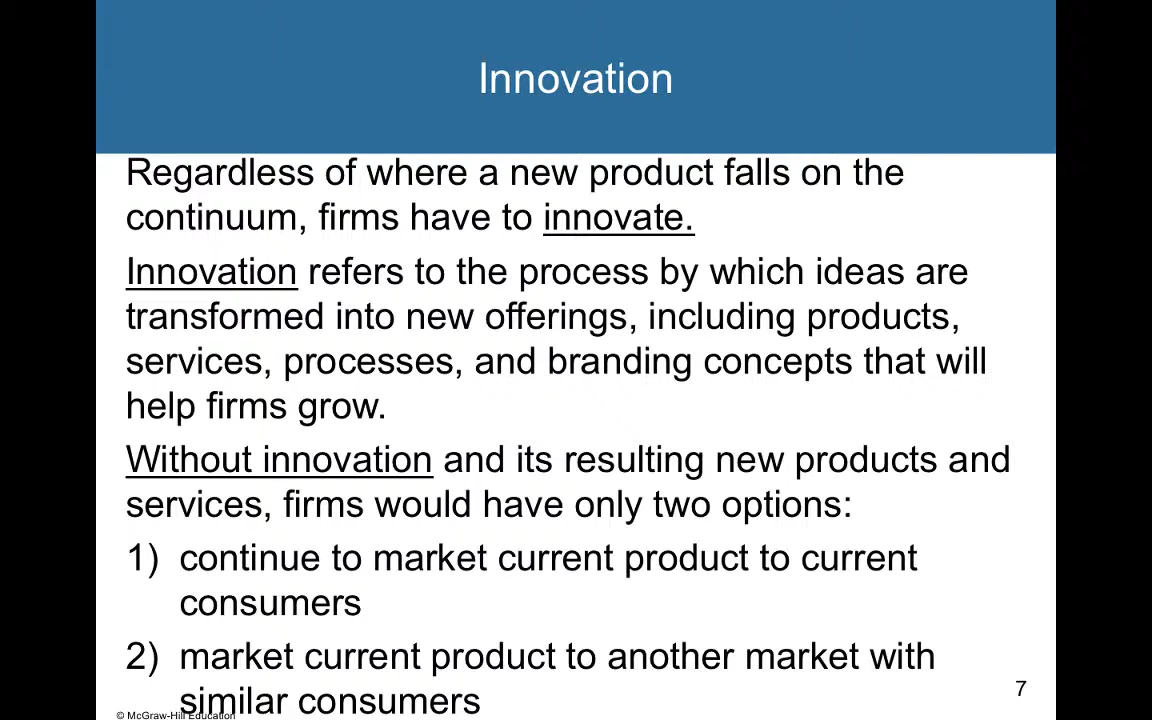 Innovation
Regardless of where a new product falls on the
continuum, firms have to innovate.
Innovation refers to the process by which ideas are
transformed into new offerings, including products,
services, processes, and branding concepts that will
help firms grow.
Without innovation and its resulting new products and
services, firms would have only two options:
1) continue to market current product to current
consumers
2) market current product to another market with
similar consumers
7
© McGraw-Hill Education